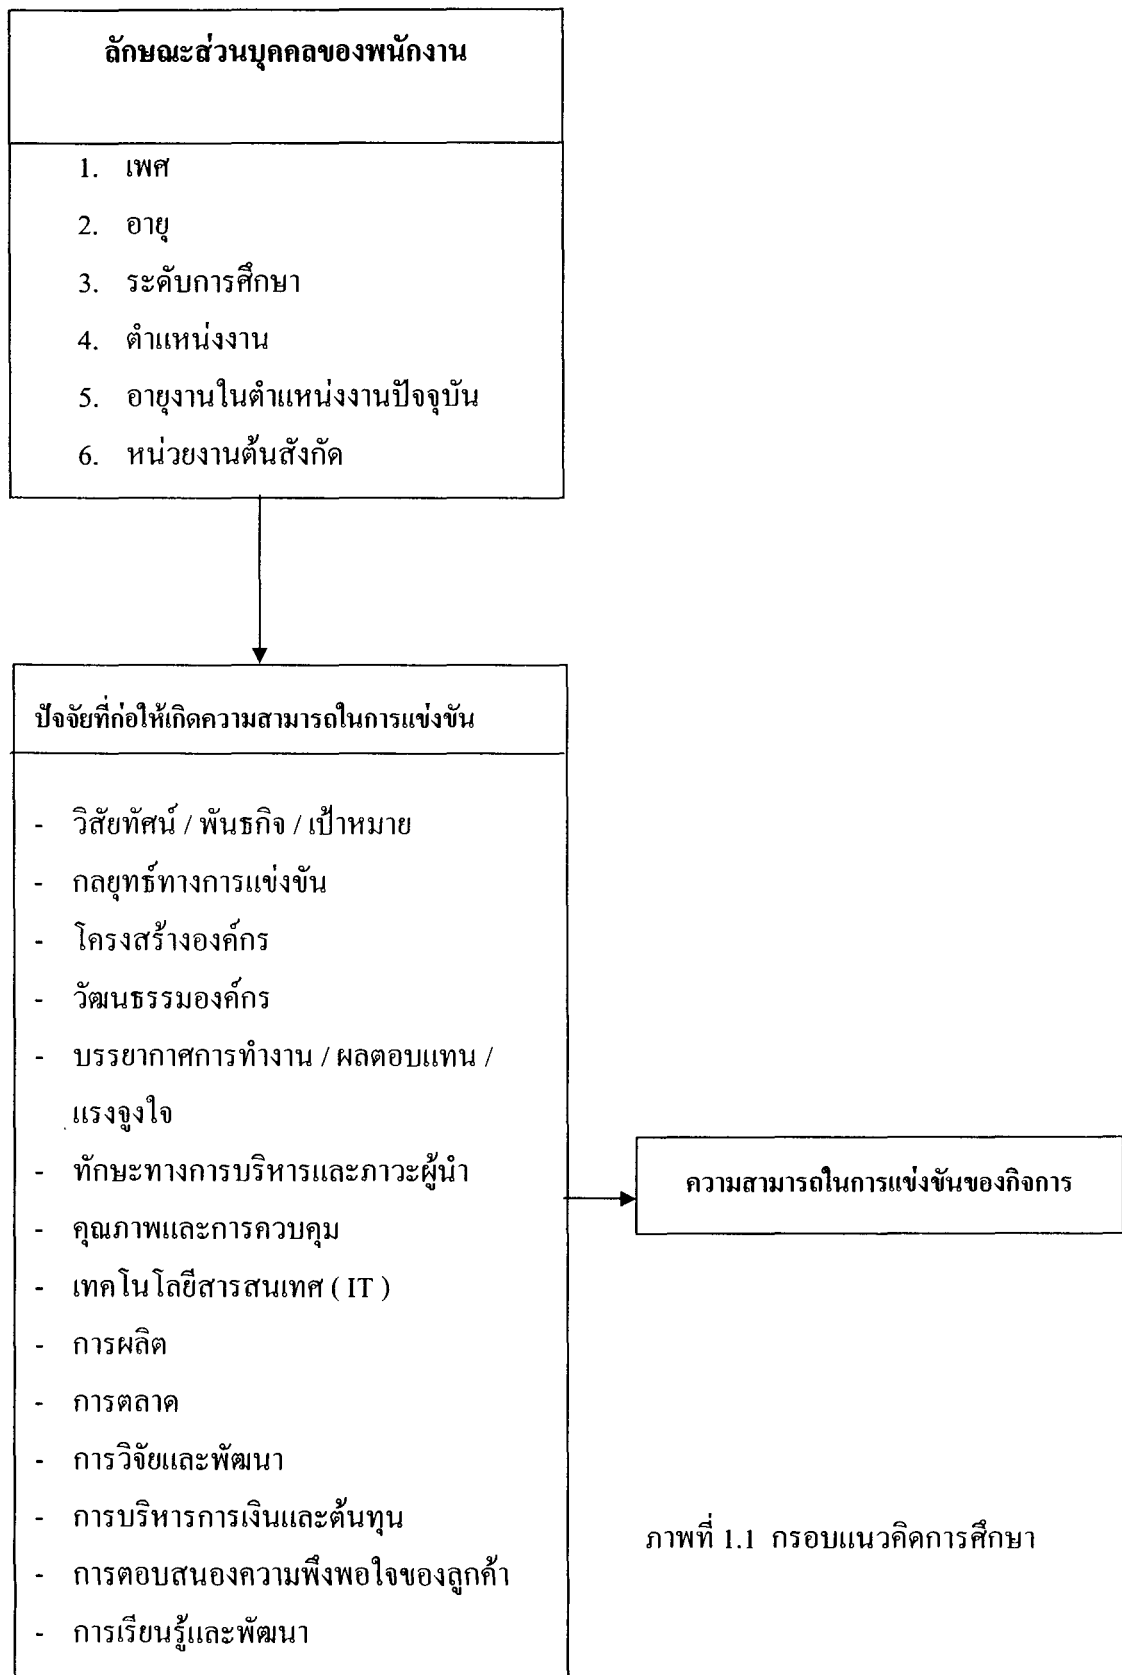 ลักษณะส่วนบุคคลของพนักงาน
1. เพศ
2. อายุ
3. ระดับการศึกษา
4. ตำแหน่งงาน
5. อายุงานในตำแหน่งงานปัจจุบัน
6. หน่วยงานต้นสังกัด
ปัจจัยที่ก่อให้เกิดความสามารถในการแข่งขัน
- วิสัยทัศน์ / พันธกิจ / เป้าหมาย
- กลยุทธ์ทางการแข่งขัน
- โครงสร้างองค์กร
- วัฒนธรรมองค์กร
- บรรยากาศการทำงาน / ผลตอบแทน /
แรงจูงใจ
- ทักษะทางการบริหารและภาวะผู้นำ
- คุณภาพและการควบคุม
- เทคโนโลยีสารสนเทศ ( IT )
- การผลิต
- การตลาด
- การวิจัยและพัฒนา
- การบริหารการเงินและต้นทุน
- การตอบสนองความพึงพอใจของลูกค้า
- การเรียนรู้และพัฒนา
ความสามารถในการแข่งขันของกิจการ
ภาพที่ 1.1 กรอบแนวคิดการศึกษา